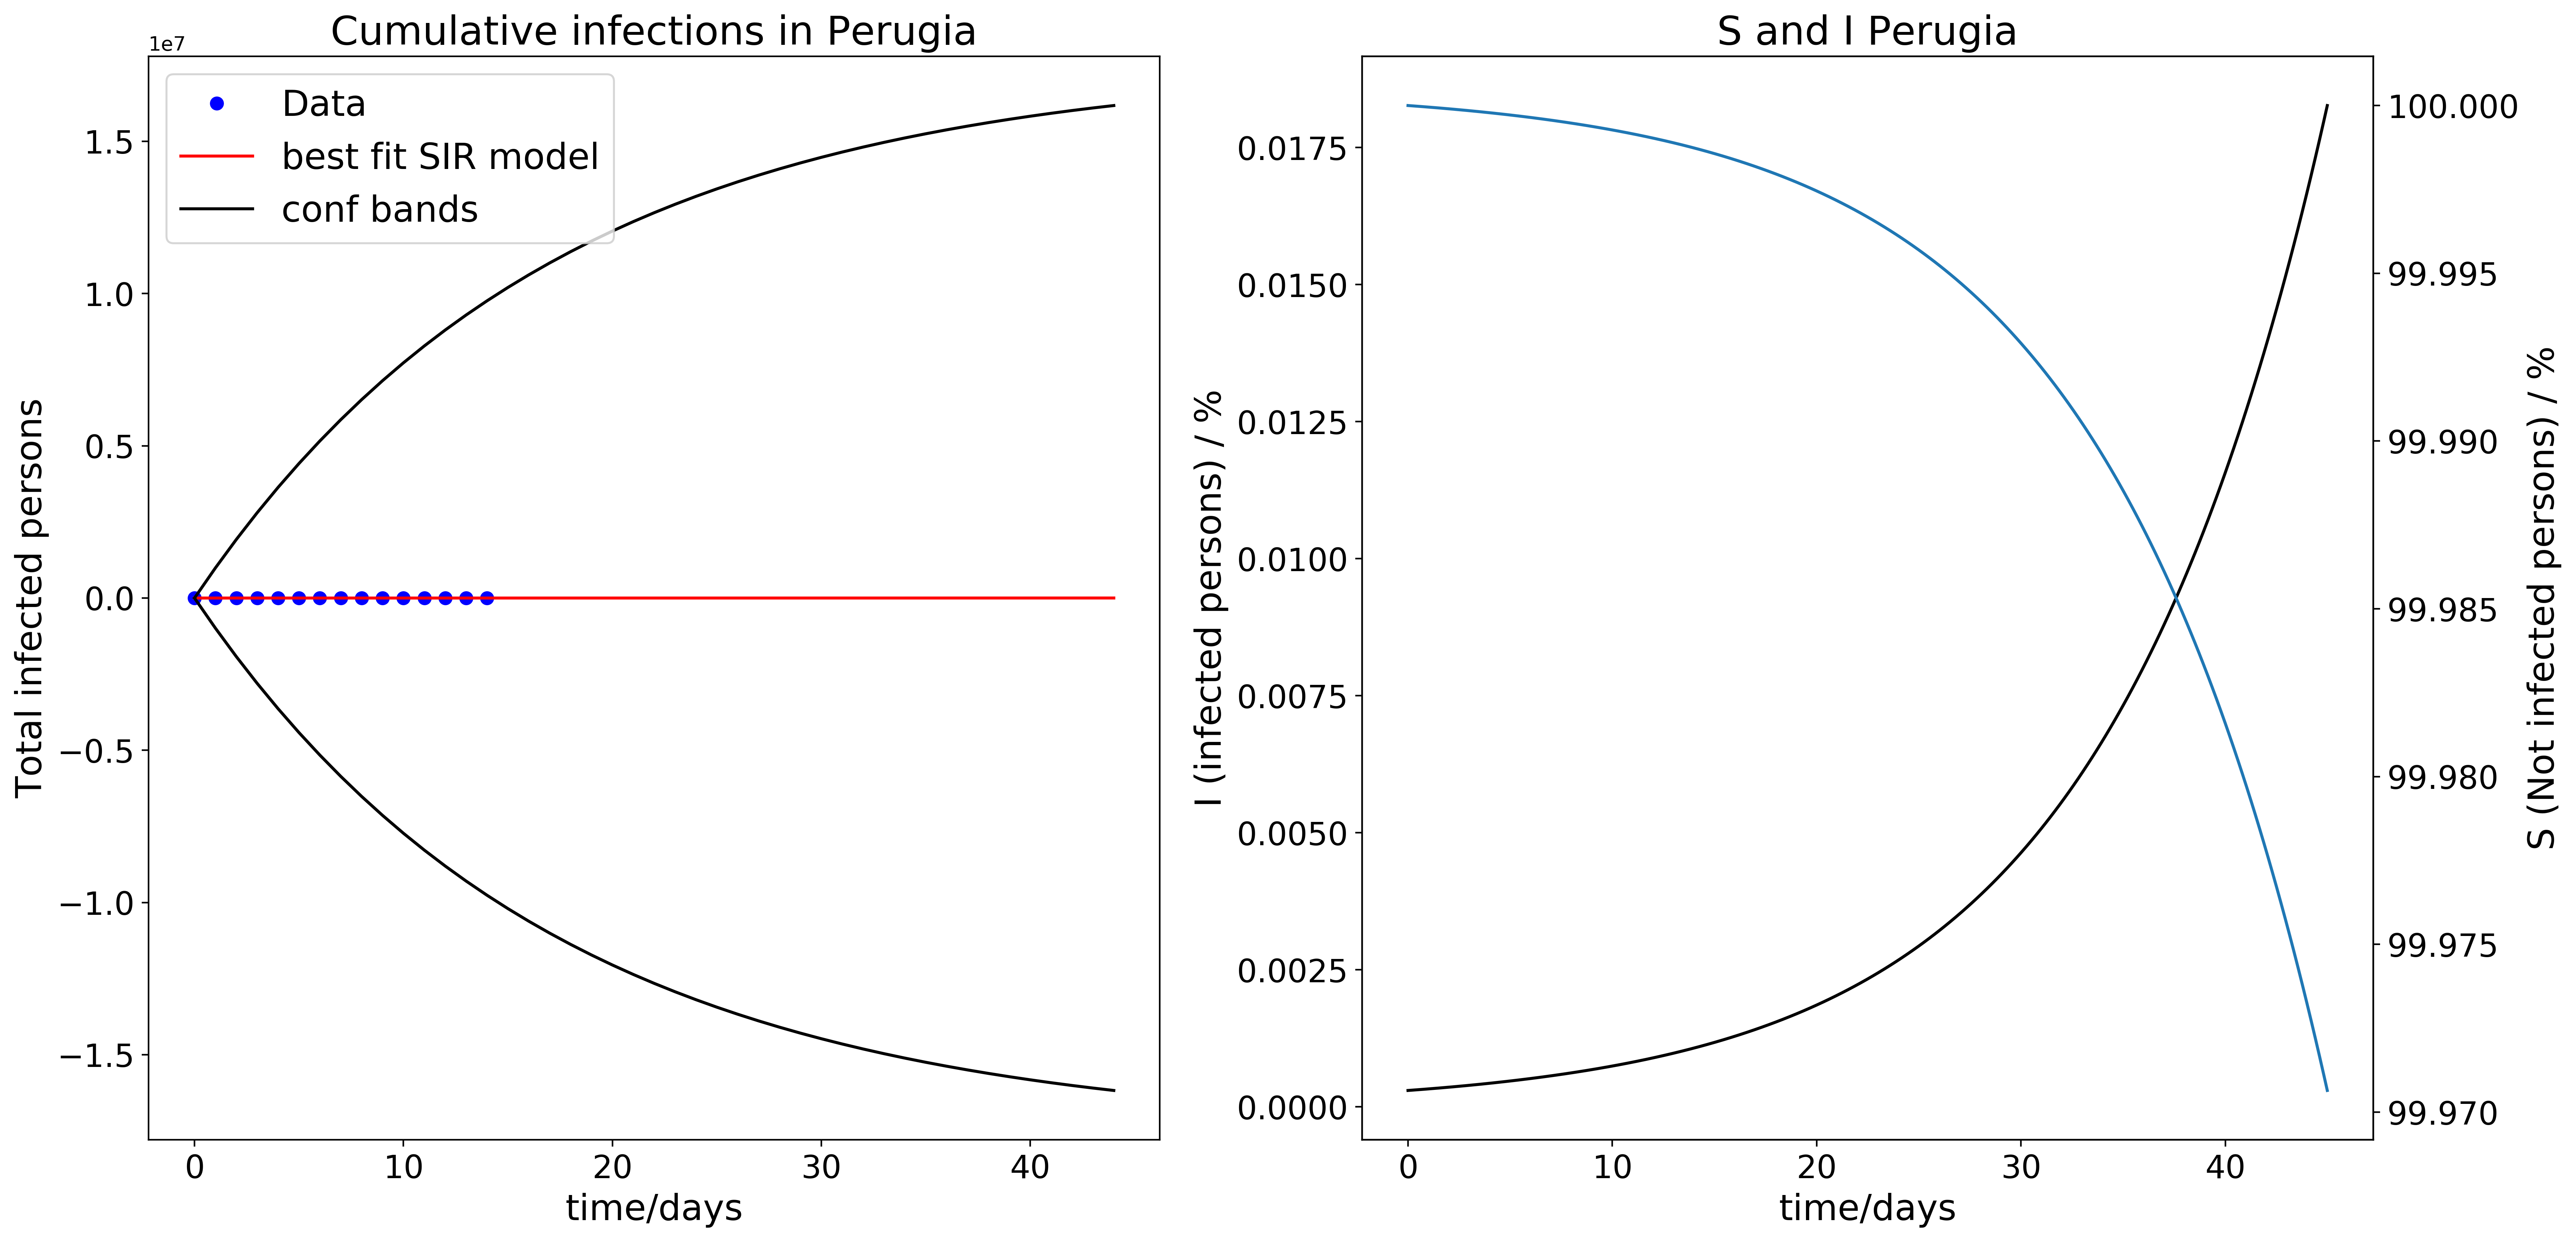 Cumulative infections in Perugia
1e7
Data
best fit SIR model
conf bands
1.5
1.0
0.5
0.0
−0.5
−1.0
−1.5
Total infected persons
0 10 20 30 40
time/days
S and I Perugia
0.0175
0.0150
0.0125
0.0100
0.0075
0.0050
0.0025
0.0000
I (infected persons) / %
100.000
99.995
99.990
99.985
99.980
99.975
99.970
S (Not infected persons) / %
0 10 20 30 40
time/days